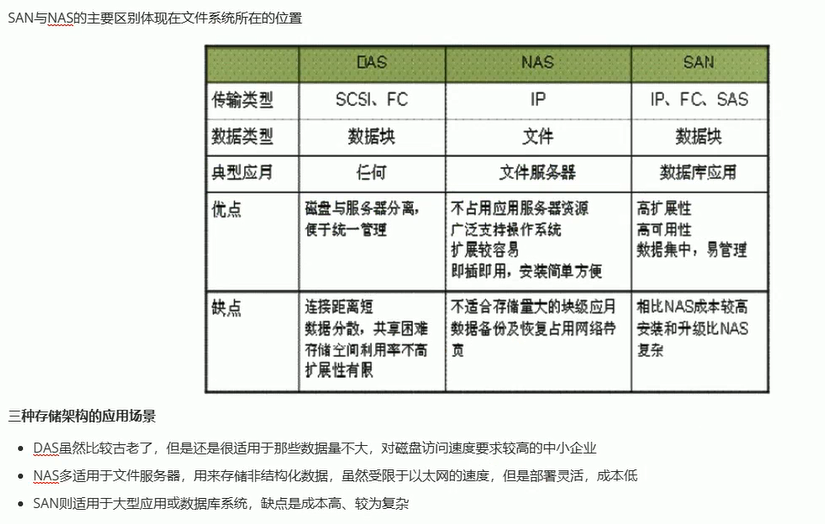 SAN与NAS的主要区别体现在文件系统所在的位置
DAS NAS SAN
传输类型 SCSI、FC IP IP、FC、SAS
数据类型 数据块 文件 数据块
典型应用 任何 文件服务器 数据库应用
优点 磁盘与服务器分离， 不占用应用服务器资源 高扩展性
便于统一管理 广泛支持操作系统 高可用性
扩展较容易 数据集中，易管理
即插即用，安装简单方便
缺点 连接距离短 不适合存储量大的块级应用 相比NAS成本较高
数据分散，共享困难 数据备份及恢复占用网络带 安装和升级比NAS
存储空间利用率不高 宽 复杂
扩展性有限
三种存储架构的应用场景
DAS虽然比较古老了，但是还是很适用于那些数据量不大，对磁盘访问速度要求较高的中小企业
NAS多适用于文件服务器，用来存储非结构化数据，虽然受限于以太网的速度，但是部署灵活，成本低
SAN则适用于大型应用或数据库系统，缺点是成本高、较为复杂